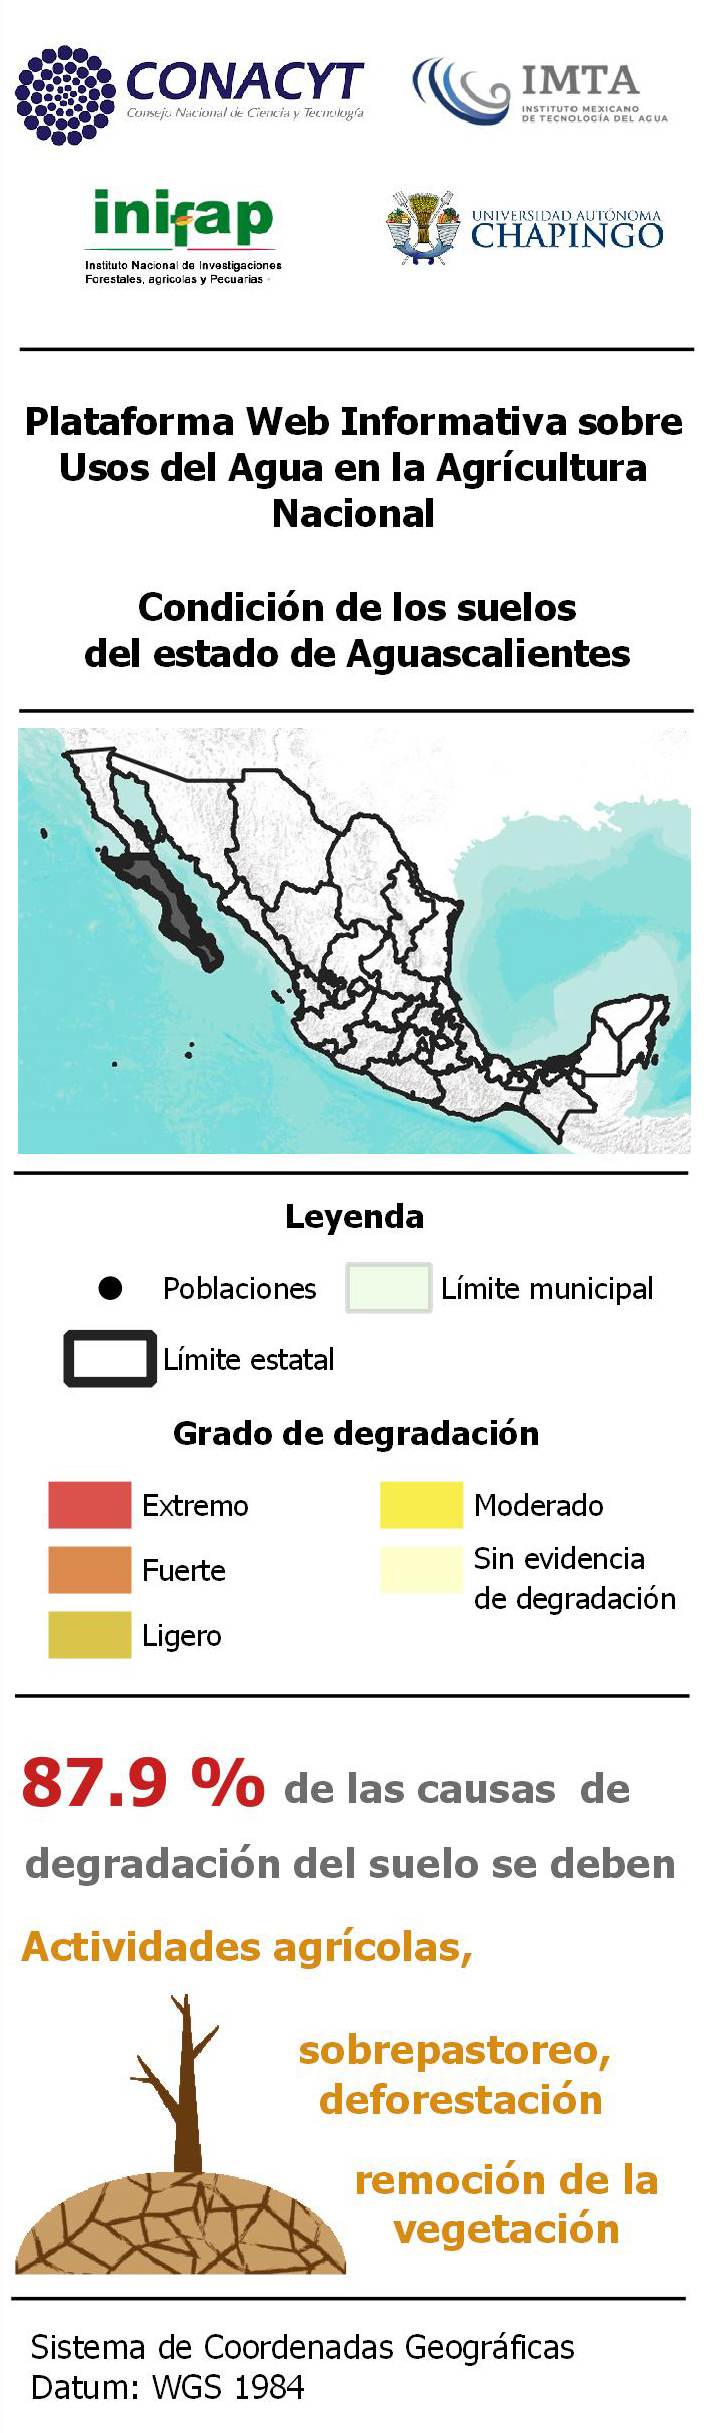 CONACYT
Consejo Nacional de Ciencia y Tecnología
IMTA
INSTITUTO MEXICANO
DE TECNOLOGÍA DEL AGUA
inifap
Instituto Nacional de Investigaciones
Forestales, agricolas y Pecuarias
UNIVERSIDAD AUTÓNOMA
CHAPINGO
Plataforma Web Informativa sobre
Usos del Agua en la Agrícultura
Nacional
Condición de los suelos
del estado de Aguascalientes
Leyenda
Poblaciones
Límite municipal
Límite estatal
Grado de degradación
Extremo
Moderado
Fuerte
Sin evidencia
de degradación
Ligero
87.9 % de las causas de
degradación del suelo se deben
Actividades agrícolas,
sobrepastoreo,
deforestación
remoción de la
vegetación
Sistema de Coordenadas Geográficas
Datum: WGS 1984